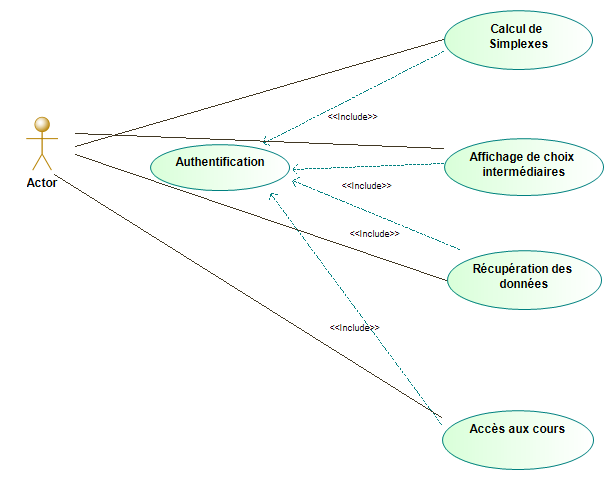 Calcul de
Simplexes
<<Include>>
Actor
Authentification
Affichage de choix
intermédiaires
<<Include>>
<<Include>>
Récupération des
données
<<Include>>
Accès aux cours